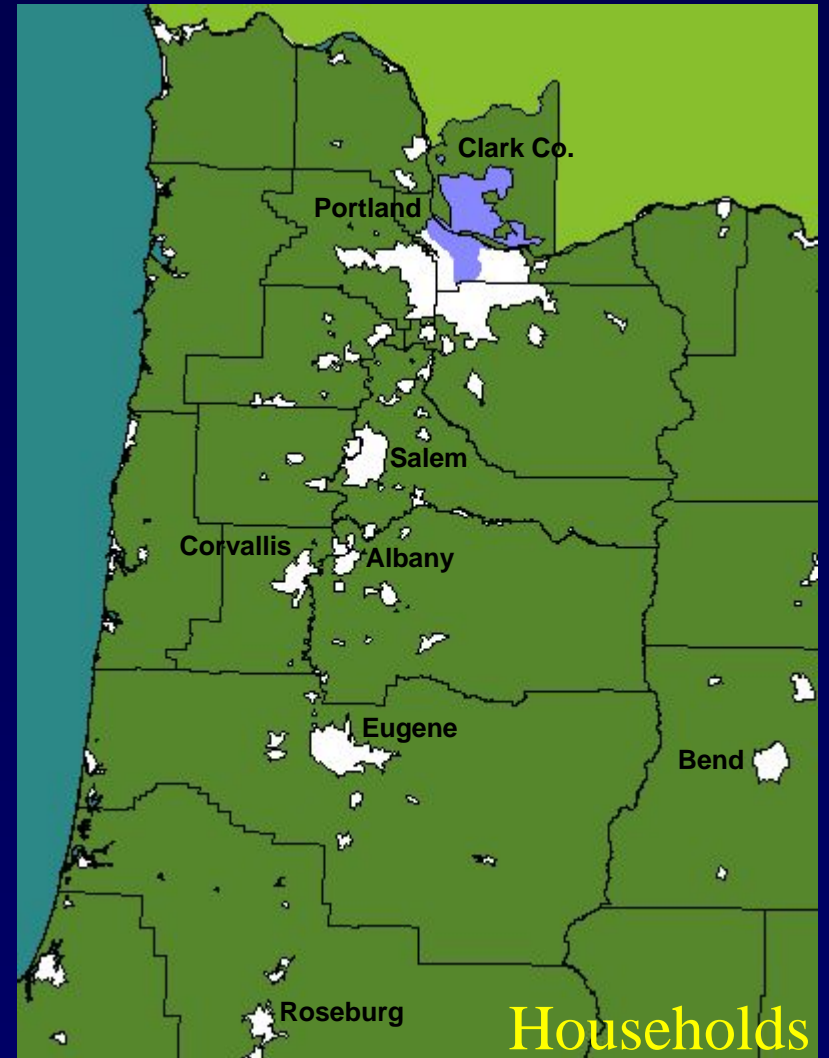 Clark Co.
Portland
Salem
Corvallis
Albany
Eugene
Bend
Roseburg
Households